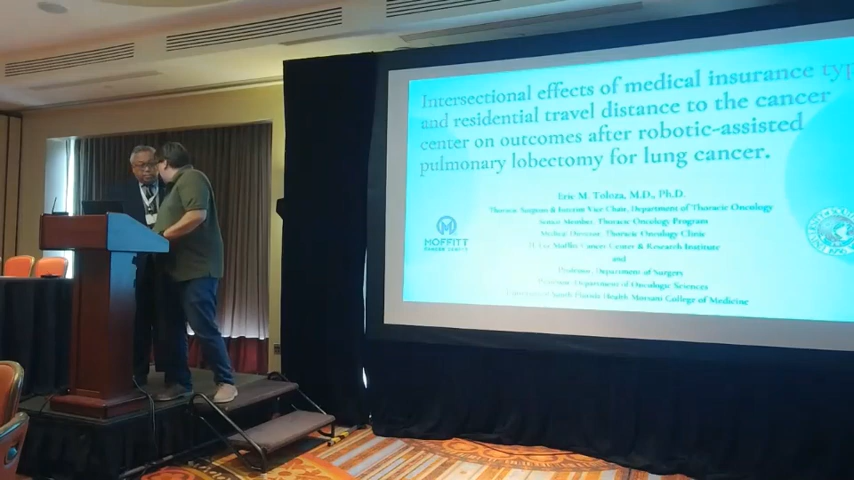 Intersectional effects of medical insurance typ
and residential travel distance to the cancer
center on outcomes after robotic-assisted
pulmonary lobectomy for lung cancer.
Eric M. Toloza, M.D., Ph.D.
Thoracic Surgeon & Interim Vice Chair, Department of Thoracic Oncology
Senior Member, Thoracic Oncology Program
Medical Director, Thoracic Oncology Clinic
H. Lee Moffitt Cancer Center & Research Institute
and
Professor, Department of Surgery
Professor, Department of Oncologic Sciences
University of South Florida Health Morsani College of Medicine
MOFFITT
CANCER CENTER